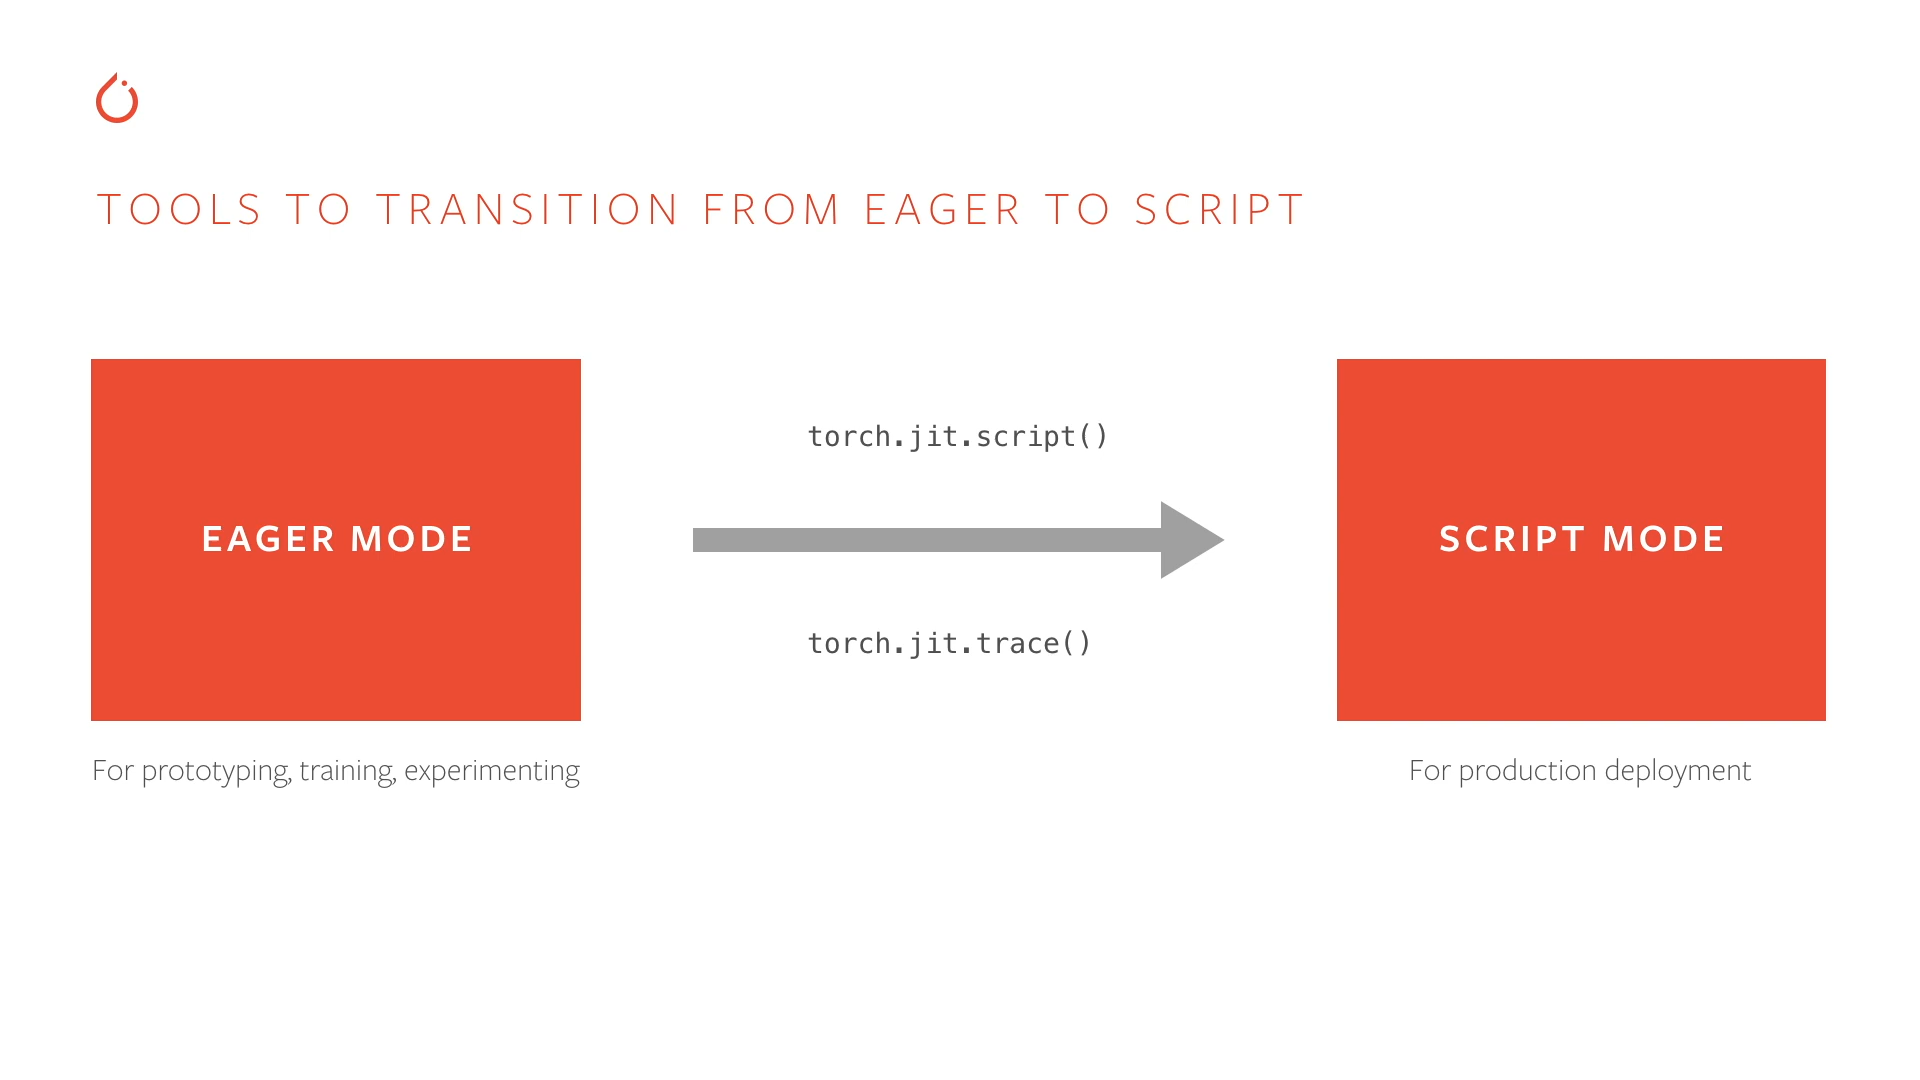 TOOLS TO TRANSITION FROM EAGER TO SCRIPT
torch.jit.script()
EAGER MODE
SCRIPT MODE
torch.jit.trace()
For prototyping, training, experimenting
For production deployment